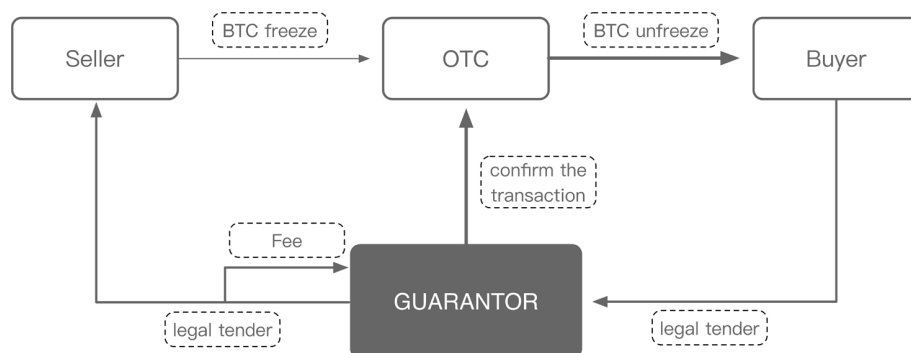 BTC freeze
BTC unfreeze
Seller
OTC
Buyer
confirm the
transaction
Fee
GUARANTOR
legal tender
legal tender